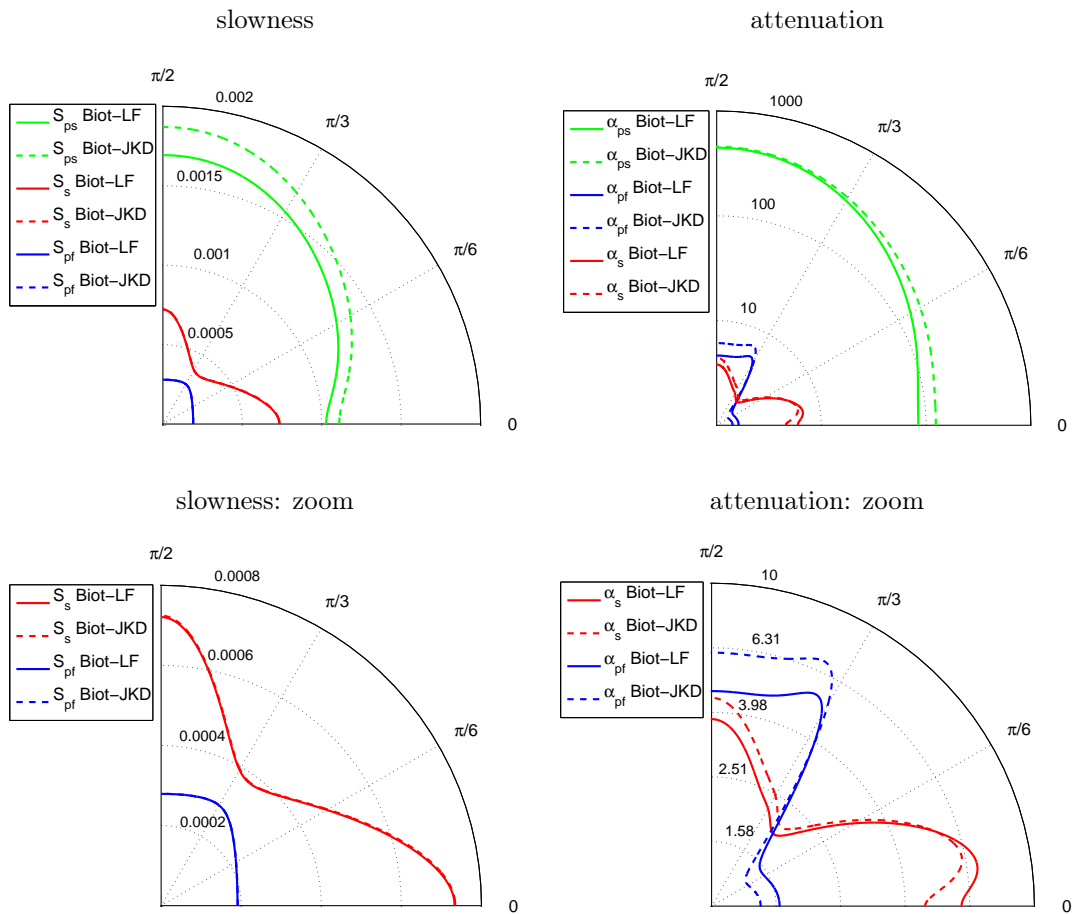 slowness
π/2
0.002
π/3
0.0015
π/6
0.001
0.0005
0
S_ps Biot-LF
S_ps Biot-JKD
S_s Biot-LF
S_s Biot-JKD
S_pf Biot-LF
S_pf Biot-JKD
attenuation
π/2
1000
π/3
100
π/6
10
0
α_ps Biot-LF
α_ps Biot-JKD
α_pf Biot-LF
α_pf Biot-JKD
α_s Biot-LF
α_s Biot-JKD
slowness: zoom
π/2
0.0008
π/3
0.0006
π/6
0.0004
0.0002
0
S_s Biot-LF
S_s Biot-JKD
S_pf Biot-LF
S_pf Biot-JKD
attenuation: zoom
π/2
10
π/3
6.31
3.98
π/6
2.51
1.58
0
α_s Biot-LF
α_s Biot-JKD
α_pf Biot-LF
α_pf Biot-JKD